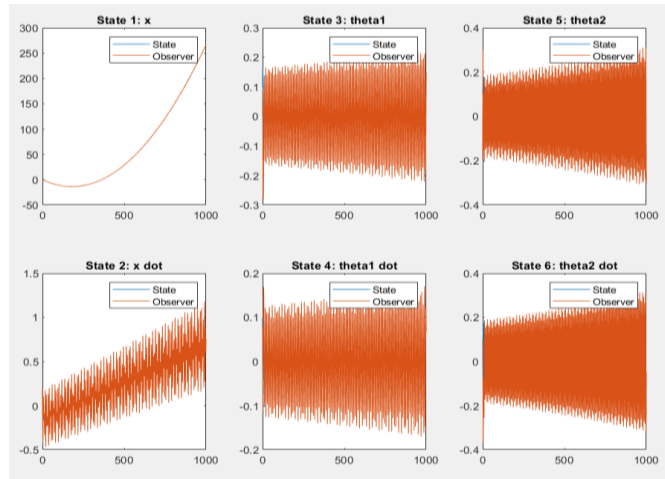 State 1: x
State
Observer
300
250
200
150
100
50
0
-50
0
500
1000
State 3: theta1
State
Observer
0.3
0.2
0.1
0
-0.1
-0.2
-0.3
0
500
1000
State 5: theta2
State
Observer
0.4
0.2
0
-0.2
-0.4
0
500
1000
State 2: x dot
State
Observer
1.5
1
0.5
0
-0.5
0
500
1000
State 4: theta1 dot
State
Observer
0.2
0.1
0
-0.1
-0.2
0
500
1000
State 6: theta2 dot
State
Observer
0.4
0.2
0
-0.2
-0.4
0
500
1000